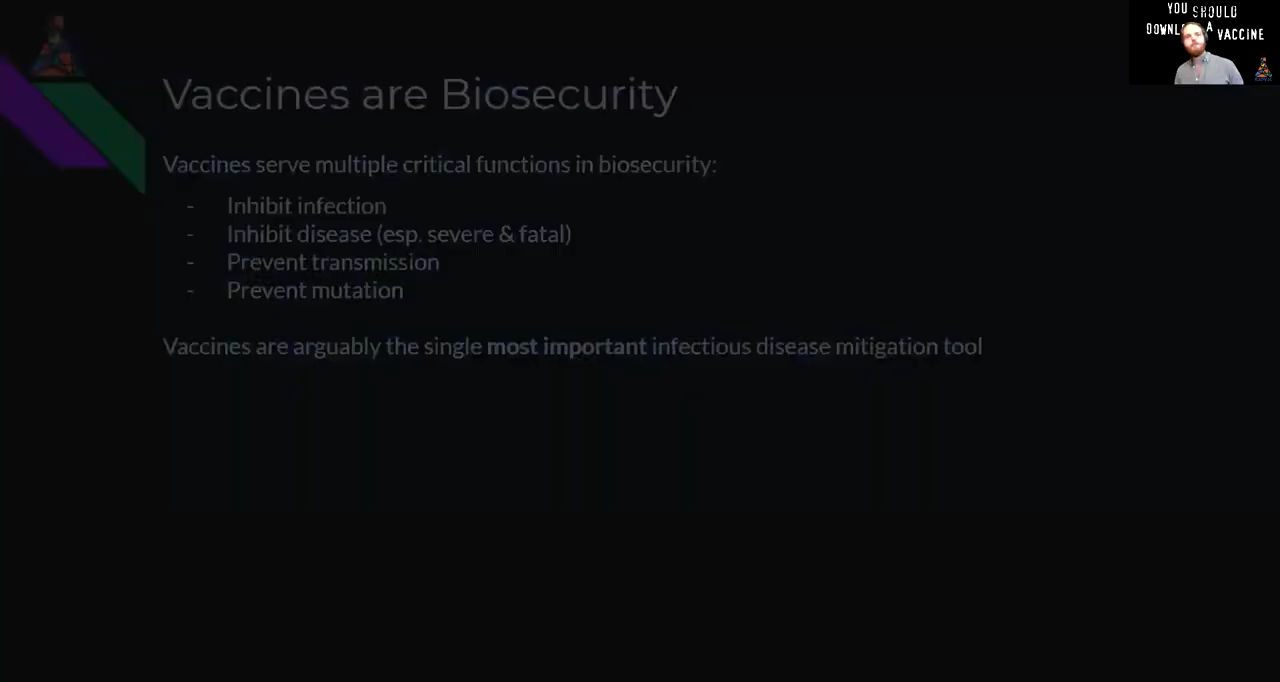 Vaccines are Biosecurity
Vaccines serve multiple critical functions in biosecurity:
- Inhibit infection
- Inhibit disease (esp. severe & fatal)
- Prevent transmission
- Prevent mutation
Vaccines are arguably the single most important infectious disease mitigation tool
YOU SHOULD
A
VACCINE